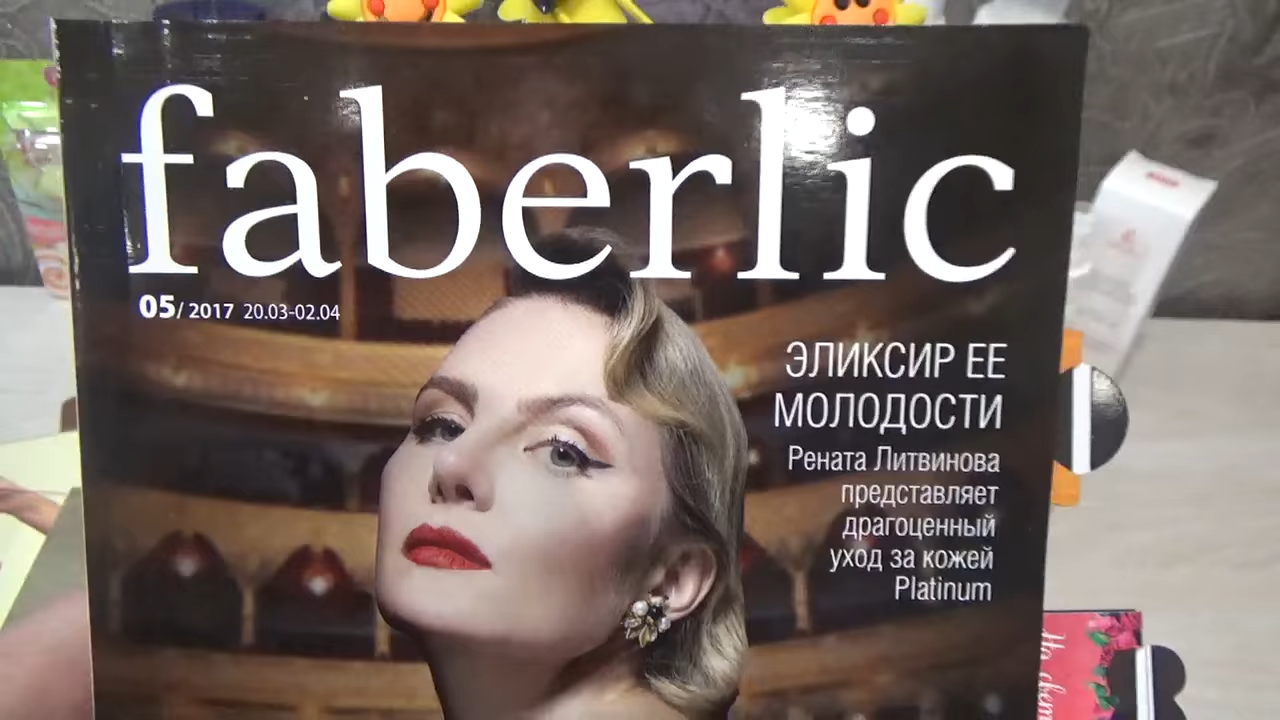 faberlic
05/ 2017 20.03-02.04
ЭЛИКСИР ЕЕ
МОЛОДОСТИ
Рената Литвинова
представляет
драгоценный
уход за кожей
Platinum